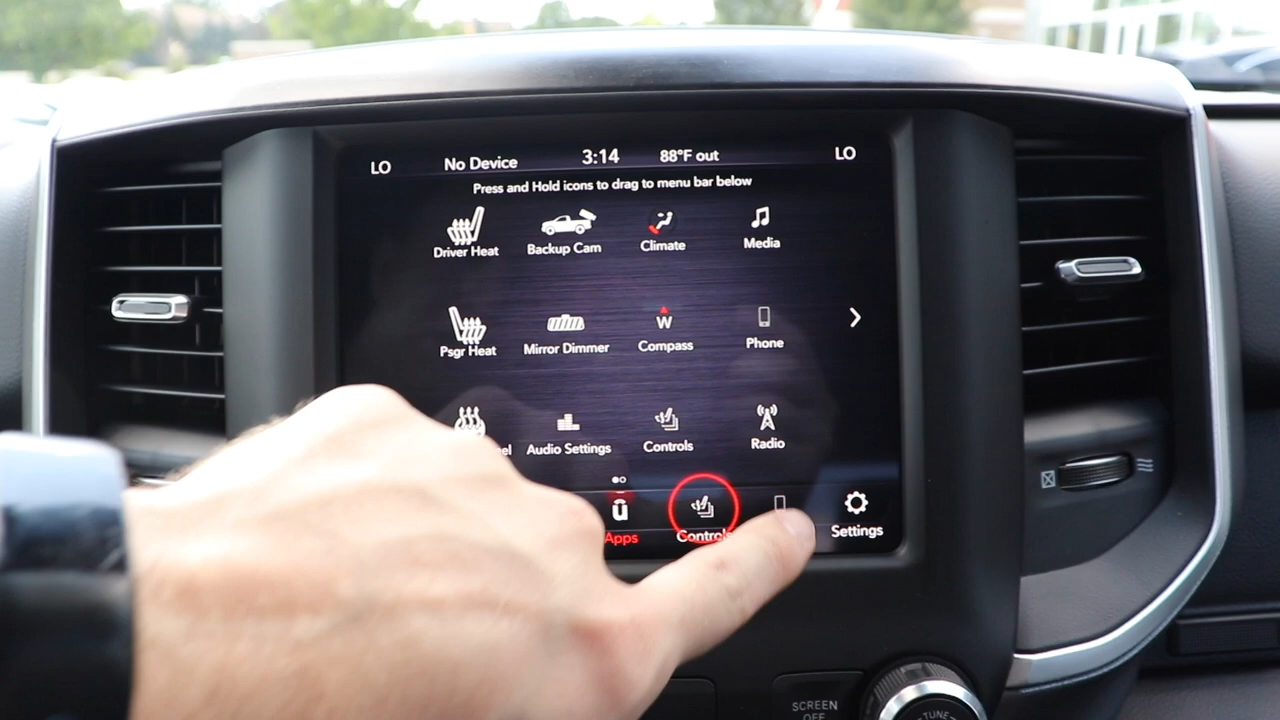 LO No Device 3:14 88°F out LO
Press and Hold icons to drag to menu bar below
Driver Heat Backup Cam Climate Media
W
Psgr Heat Mirror Dimmer Compass Phone
Audio Settings Controls Radio
Apps Controls Settings
SCREEN
OFF
TUNE